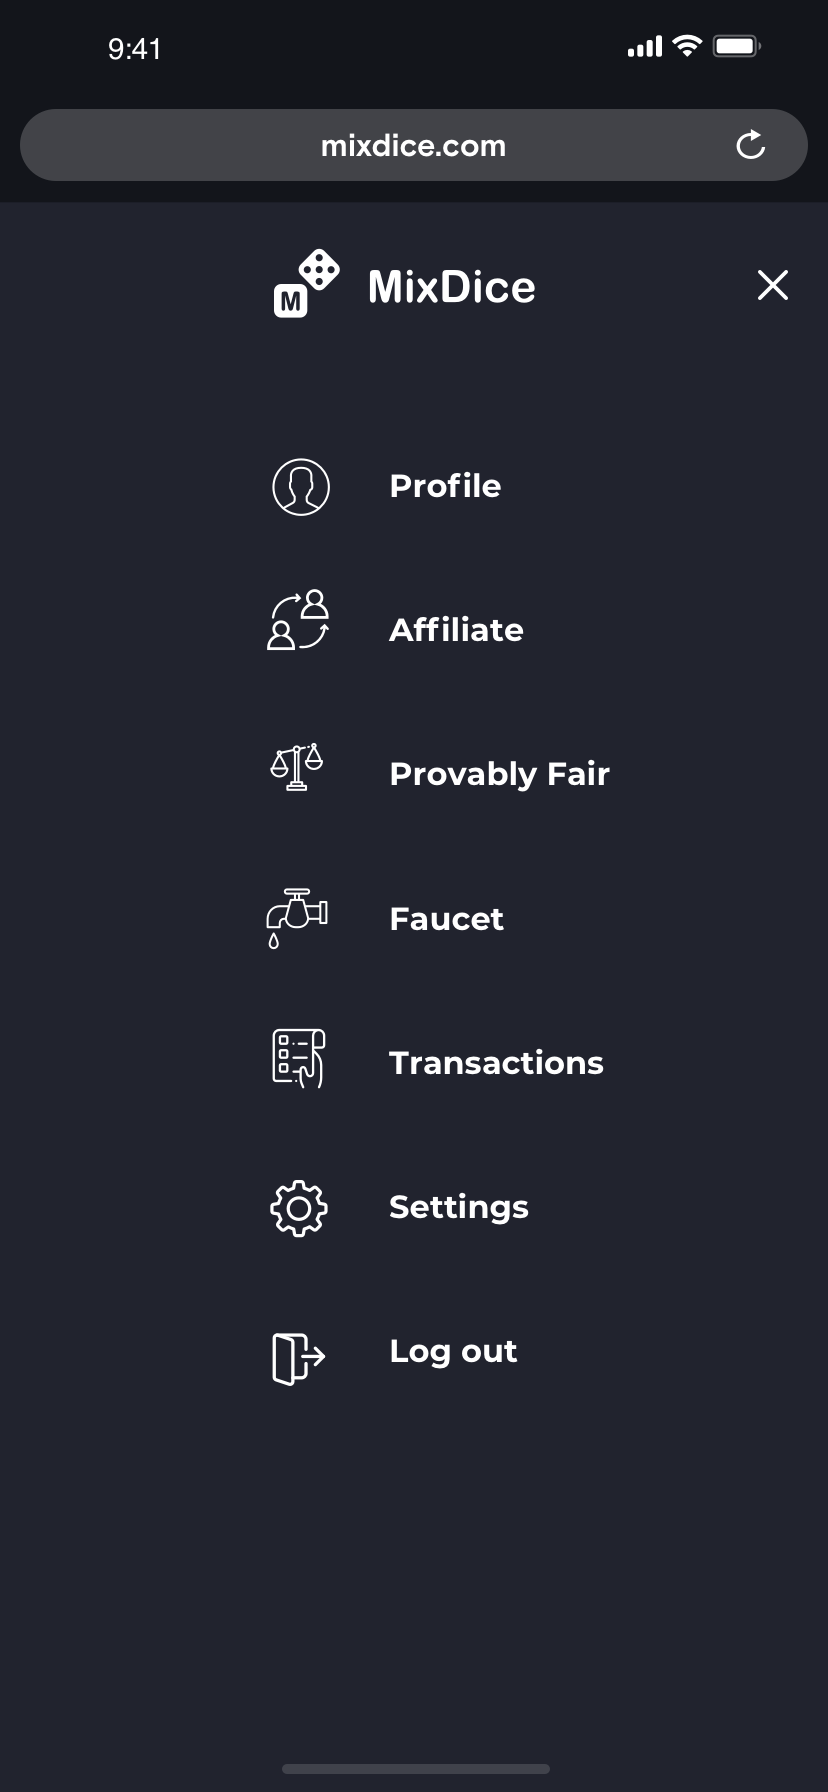 9:41
mixdice.com
M MixDice
Profile
Affiliate
Provably Fair
Faucet
Transactions
Settings
Log out